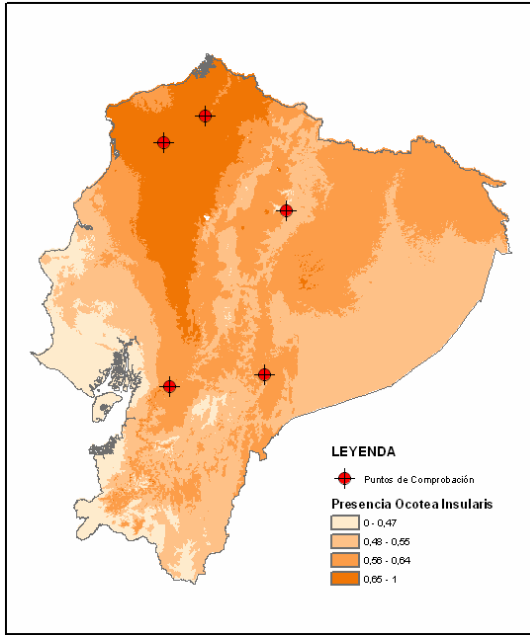 LEYENDA
Puntos de Comprobación
Presencia Ocotea Insularis
0 - 0,47
0,48 - 0,55
0,56 - 0,64
0,65 - 1